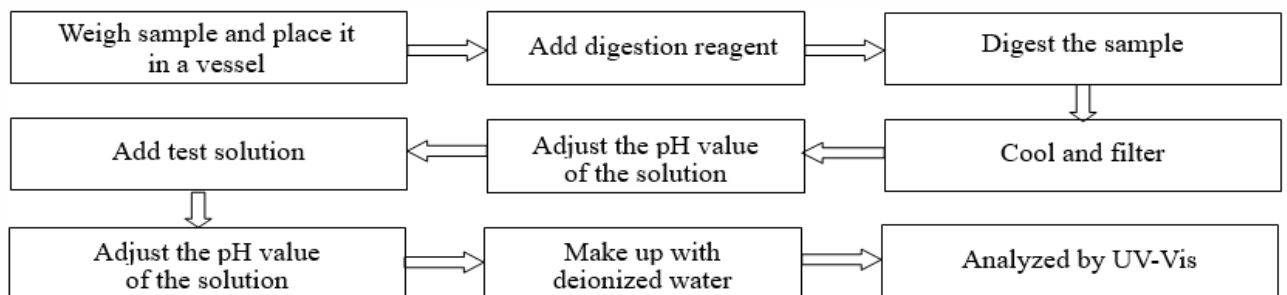 Weigh sample and place it
in a vessel
Add digestion reagent
Digest the sample
Cool and filter
Adjust the pH value
of the solution
Add test solution
Adjust the pH value
of the solution
Make up with
deionized water
Analyzed by UV-Vis